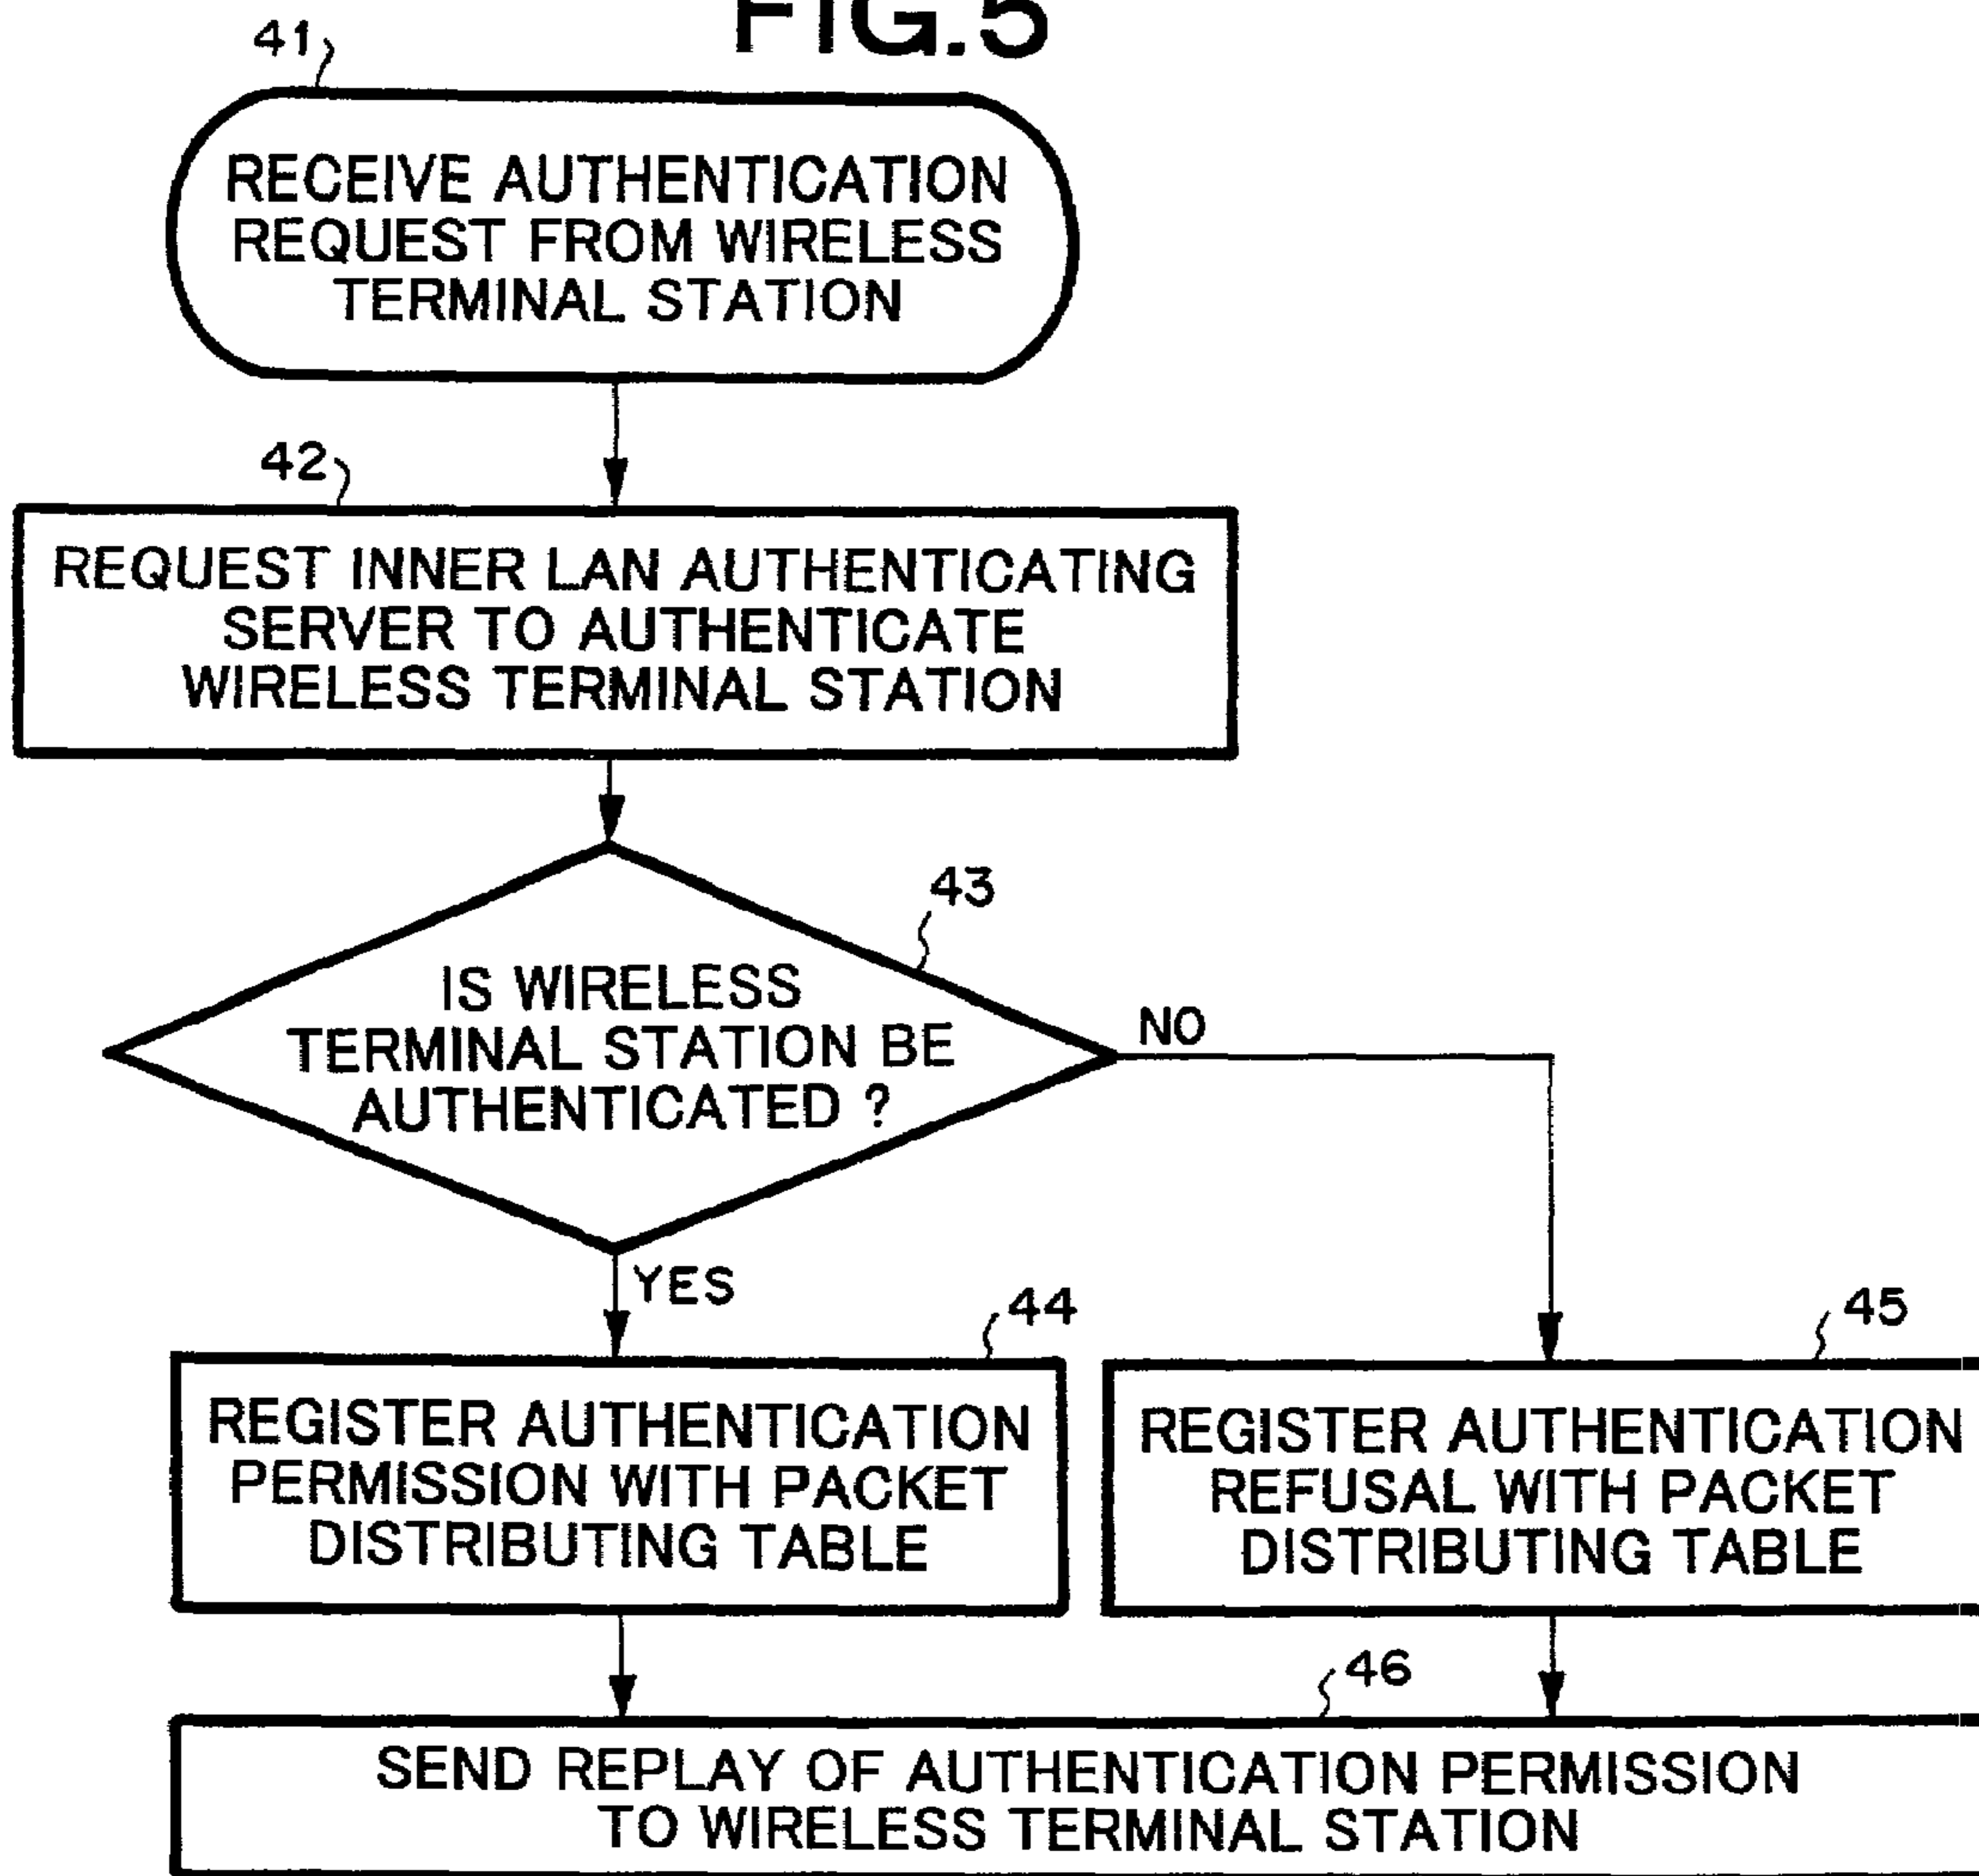 FIG.5
41
RECEIVE AUTHENTICATION
REQUEST FROM WIRELESS
TERMINAL STATION
42
REQUEST INNER LAN AUTHENTICATING
SERVER TO AUTHENTICATE
WIRELESS TERMINAL STATION
43
IS WIRELESS
TERMINAL STATION BE
AUTHENTICATED ?
NO
YES
44
REGISTER AUTHENTICATION
PERMISSION WITH PACKET
DISTRIBUTING TABLE
45
REGISTER AUTHENTICATION
REFUSAL WITH PACKET
DISTRIBUTING TABLE
46
SEND REPLAY OF AUTHENTICATION PERMISSION
TO WIRELESS TERMINAL STATION